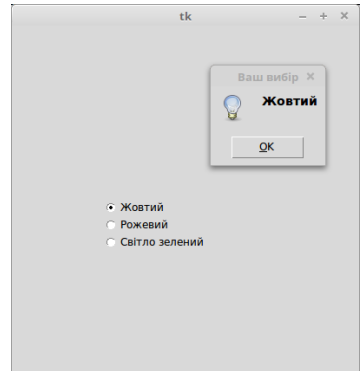 tk
Ваш вибір
Жовтий
OK
Жовтий
Рожевий
Світло зелений